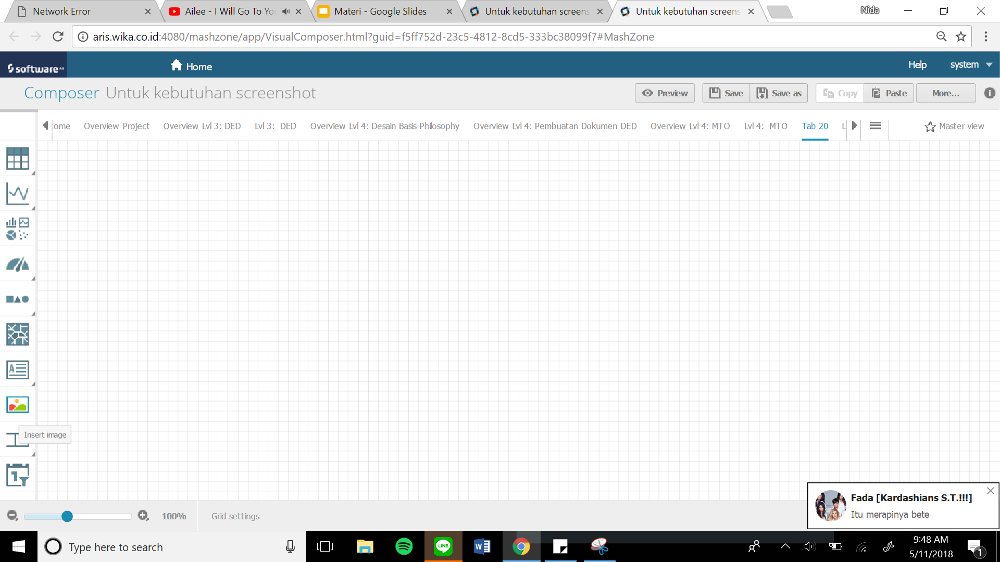 Network Error
Ailee - I Will Go To Yo
Materi - Google Slides
Untuk kebutuhan screens
Untuk kebutuhan screens
Nida
aris.wika.co.id:4080/mashzone/app/VisualComposer.html?guid=f5ff752d-23c5-4812-8cd5-333bc38099f7#MashZone
software AG
Home
Help
system
Composer Untuk kebutuhan screenshot
Preview
Save
Save as
Copy
Paste
More...
ome
Overview Project
Overview Lvl 3: DED
Lvl 3: DED
Overview Lvl 4: Desain Basis Philosophy
Overview Lvl 4: Pembuatan Dokumen DED
Overview Lvl 4: MTO
Lvl 4: MTO
Tab 20
L
Master view
Insert image
100%
Grid settings
Fada [Kardashians S.T.!!!]
Itu merapinya bete
Type here to search
LINE
9:48 AM
5/11/2018
1